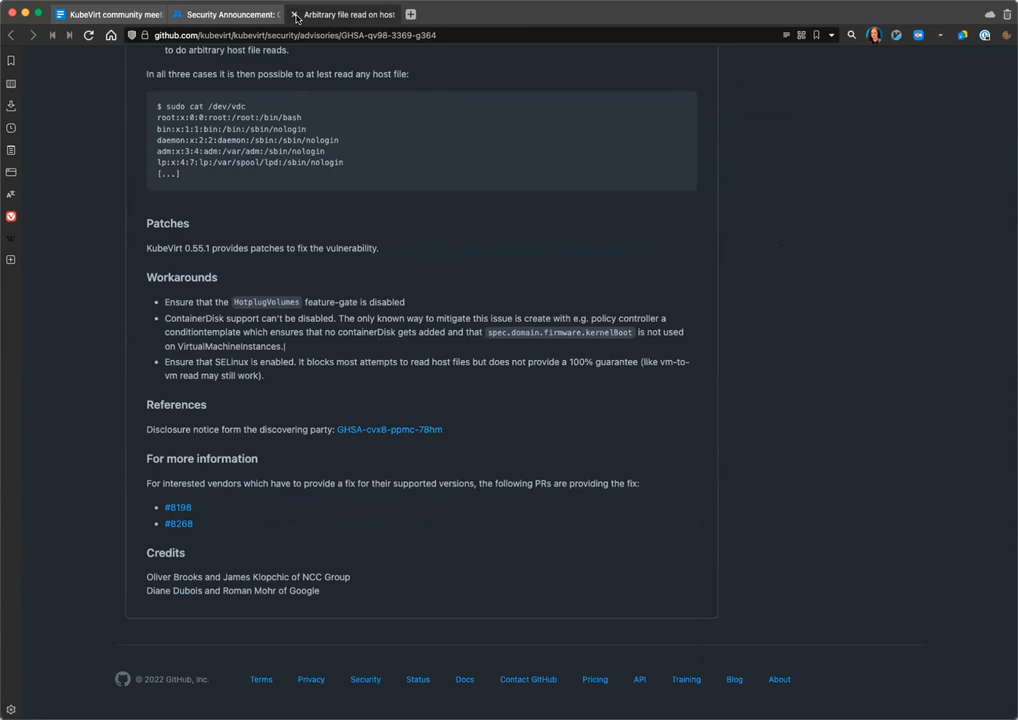 KubeVirt community meet
Security Announcement: C
Arbitrary file read on host
github.com/kubevirt/kubevirt/security/advisories/GHSA-qv98-3369-g364
to do arbitrary host file reads.
In all three cases it is then possible to at lest read any host file:
$ sudo cat /dev/vdc
root:x:0:0:root:/root:/bin/bash
bin:x:1:1:bin:/bin:/sbin/nologin
daemon:x:2:2:daemon:/sbin:/sbin/nologin
adm:x:3:4:adm:/var/adm:/sbin/nologin
lp:x:4:7:lp:/var/spool/lpd:/sbin/nologin
[...]
Patches
KubeVirt 0.55.1 provides patches to fix the vulnerability.
Workarounds
• Ensure that the HotplugVolumes feature-gate is disabled
• ContainerDisk support can't be disabled. The only known way to mitigate this issue is create with e.g. policy controller a
conditiontemplate which ensures that no containerDisk gets added and that spec.domain.firmware.kernelBoot is not used
on VirtualMachineInstances.
• Ensure that SELinux is enabled. It blocks most attempts to read host files but does not provide a 100% guarantee (like vm-to-
vm read may still work).
References
Disclosure notice form the discovering party: GHSA-cvx8-ppmc-78hm
For more information
For interested vendors which have to provide a fix for their supported versions, the following PRs are providing the fix:
• #8198
• #8268
Credits
Oliver Brooks and James Klopchic of NCC Group
Diane Dubois and Roman Mohr of Google
© 2022 GitHub, Inc. Terms Privacy Security Status Docs Contact GitHub Pricing API Training Blog About